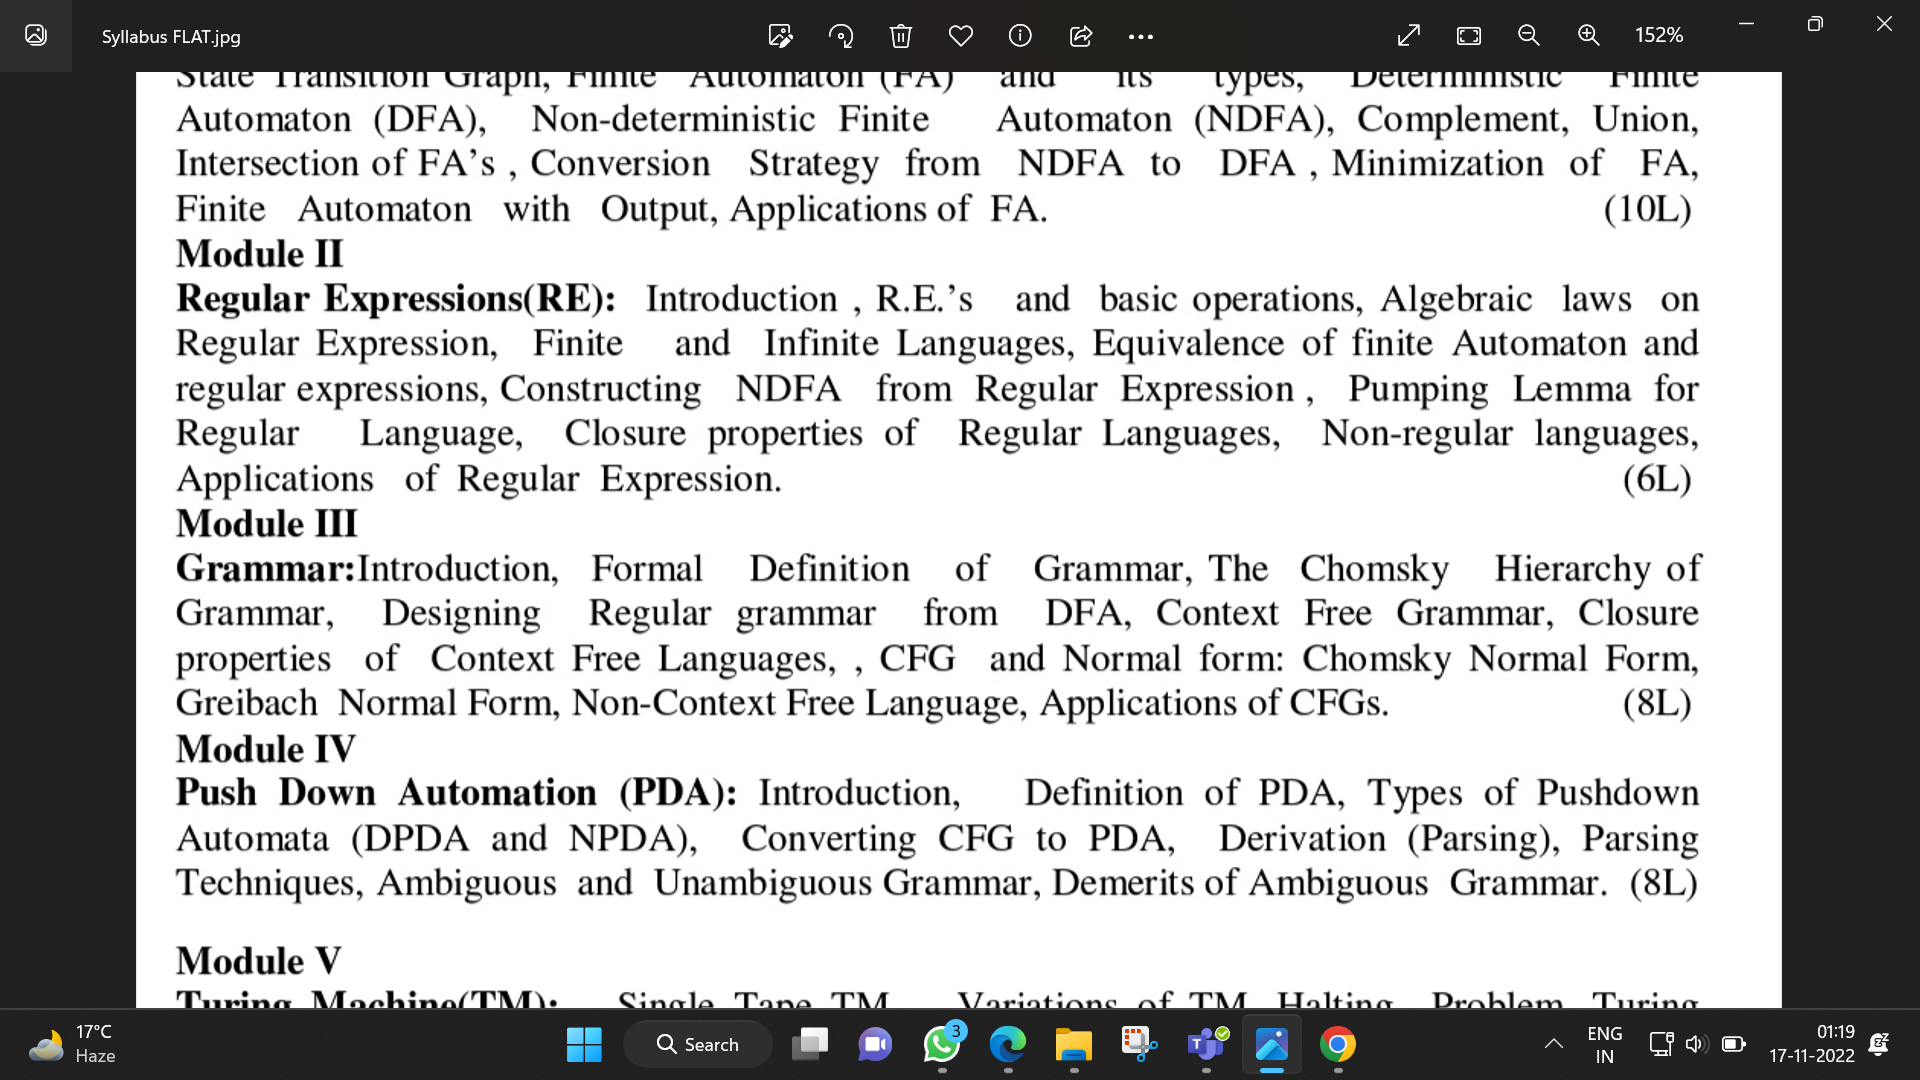 Syllabus FLAT.jpg
152%
State Transition Graph, Finite Automaton (FA) and its types, Deterministic Finite
Automaton (DFA), Non-deterministic Finite Automaton (NDFA), Complement, Union,
Intersection of FA's , Conversion Strategy from NDFA to DFA , Minimization of FA,
Finite Automaton with Output, Applications of FA. (10L)
Module II
Regular Expressions(RE): Introduction , R.E.'s and basic operations, Algebraic laws on
Regular Expression, Finite and Infinite Languages, Equivalence of finite Automaton and
regular expressions, Constructing NDFA from Regular Expression , Pumping Lemma for
Regular Language, Closure properties of Regular Languages, Non-regular languages,
Applications of Regular Expression. (6L)
Module III
Grammar:Introduction, Formal Definition of Grammar, The Chomsky Hierarchy of
Grammar, Designing Regular grammar from DFA, Context Free Grammar, Closure
properties of Context Free Languages, , CFG and Normal form: Chomsky Normal Form,
Greibach Normal Form, Non-Context Free Language, Applications of CFGs. (8L)
Module IV
Push Down Automation (PDA): Introduction, Definition of PDA, Types of Pushdown
Automata (DPDA and NPDA), Converting CFG to PDA, Derivation (Parsing), Parsing
Techniques, Ambiguous and Unambiguous Grammar, Demerits of Ambiguous Grammar. (8L)
Module V
Turing Machine(TM): Single Tape TM, Variations of TM, Halting Problem, Turing
17°C
Haze
Search
3
ENG
IN
01:19
17-11-2022